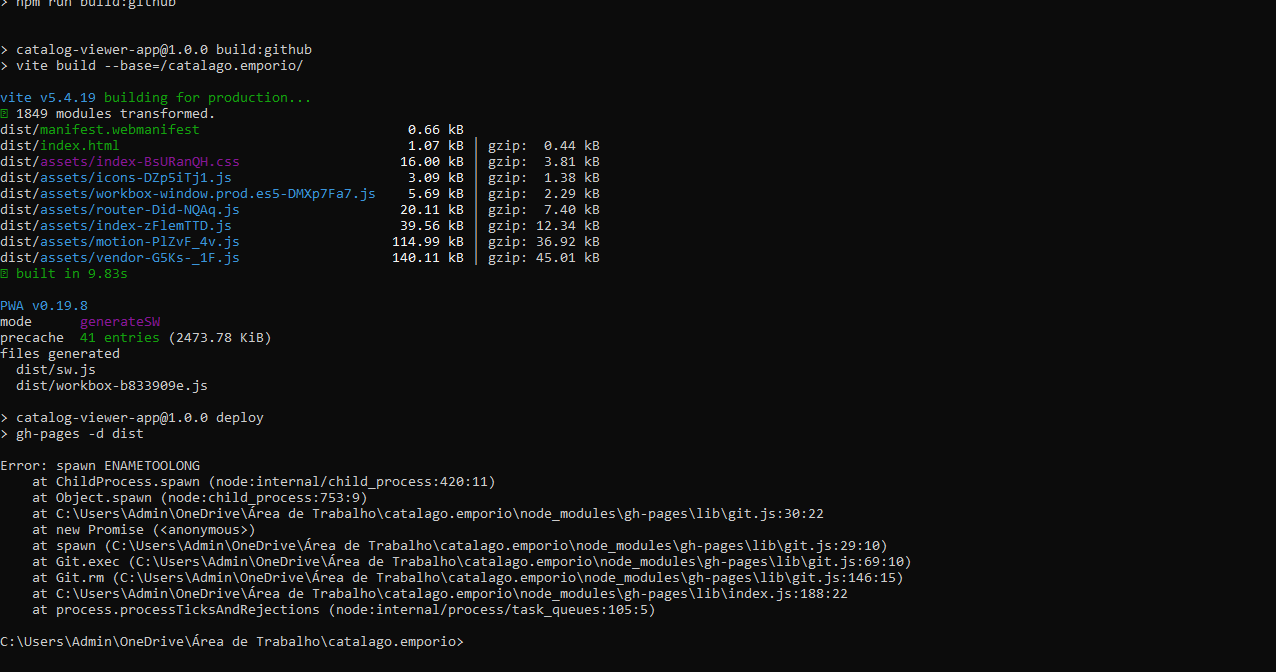 > npm run build:github
> catalog-viewer-app@1.0.0 build:github
> vite build --base=/catalago.emporio/
vite v5.4.19 building for production...
1849 modules transformed.
dist/manifest.webmanifest 0.66 kB
dist/index.html 1.07 kB │ gzip: 0.44 kB
dist/assets/index-BsURanQH.css 16.00 kB │ gzip: 3.81 kB
dist/assets/icons-DZp5iTj1.js 3.09 kB │ gzip: 1.38 kB
dist/assets/workbox-window.prod.es5-DMXp7Fa7.js 5.69 kB │ gzip: 2.29 kB
dist/assets/router-Did-NQAq.js 20.11 kB │ gzip: 7.40 kB
dist/assets/index-zFlemTTD.js 39.56 kB │ gzip: 12.34 kB
dist/assets/motion-PlZvF_4v.js 114.99 kB │ gzip: 36.92 kB
dist/assets/vendor-G5Ks-_1F.js 140.11 kB │ gzip: 45.01 kB
built in 9.83s
PWA v0.19.8
mode generateSW
precache 41 entries (2473.78 KiB)
files generated
dist/sw.js
dist/workbox-b833909e.js
> catalog-viewer-app@1.0.0 deploy
> gh-pages -d dist
Error: spawn ENAMETOOLONG
at ChildProcess.spawn (node:internal/child_process:420:11)
at Object.spawn (node:child_process:753:9)
at C:\Users\Admin\OneDrive\Área de Trabalho\catalago.emporio\node_modules\gh-pages\lib\git.js:30:22
at new Promise (<anonymous>)
at spawn (C:\Users\Admin\OneDrive\Área de Trabalho\catalago.emporio\node_modules\gh-pages\lib\git.js:29:10)
at Git.exec (C:\Users\Admin\OneDrive\Área de Trabalho\catalago.emporio\node_modules\gh-pages\lib\git.js:69:10)
at Git.rm (C:\Users\Admin\OneDrive\Área de Trabalho\catalago.emporio\node_modules\gh-pages\lib\git.js:146:15)
at C:\Users\Admin\OneDrive\Área de Trabalho\catalago.emporio\node_modules\gh-pages\lib\index.js:188:22
at process.processTicksAndRejections (node:internal/process/task_queues:105:5)
C:\Users\Admin\OneDrive\Área de Trabalho\catalago.emporio>